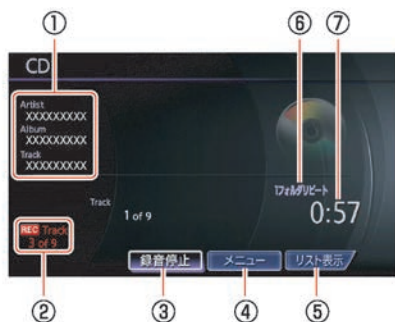 ① ⑥ ⑦
CD
Artist
XXXXXXXXX
Album
XXXXXXXXX
Track
XXXXXXXXX
1フォルダリピート
Track 1 of 9
0:57
REC Track
3 of 9
録音停止 メニュー リスト表示
② ③ ④ ⑤